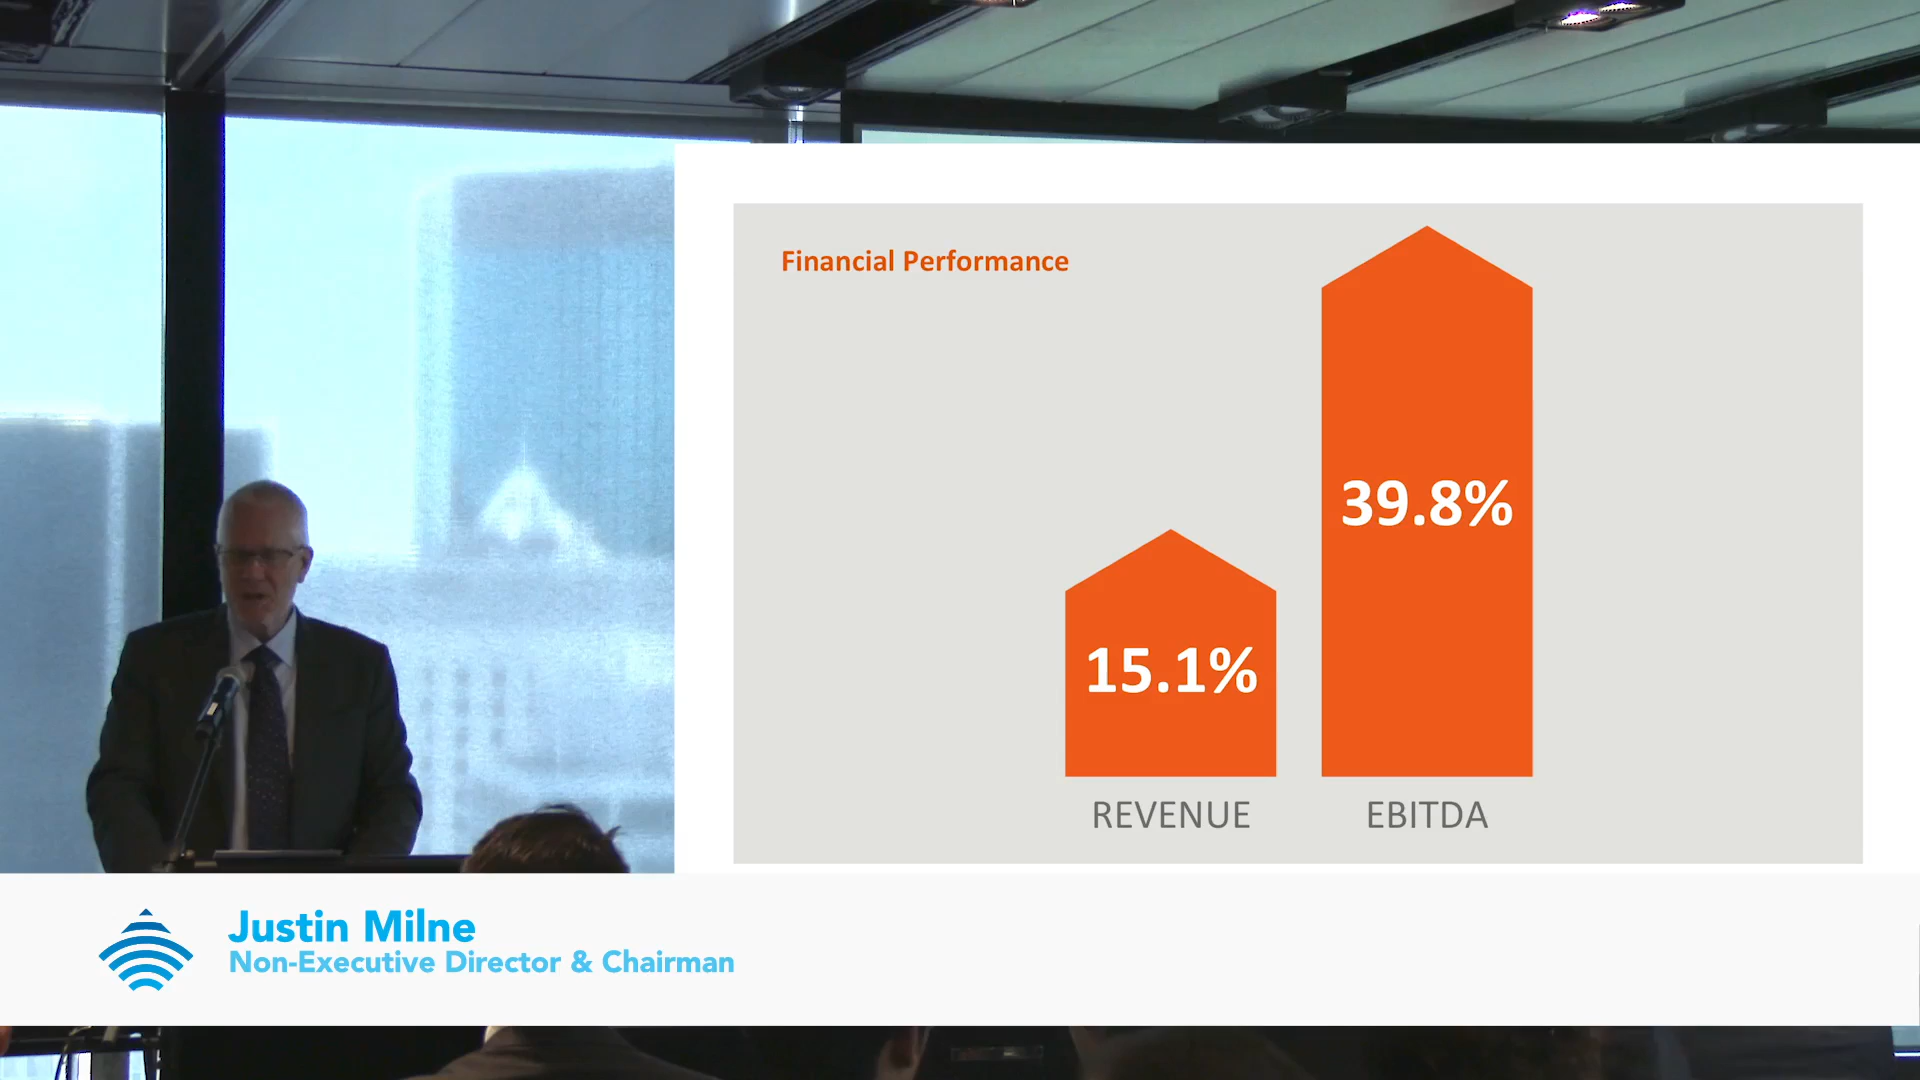 Financial Performance
39.8%
15.1%
REVENUE
EBITDA
Justin Milne
Non-Executive Director & Chairman